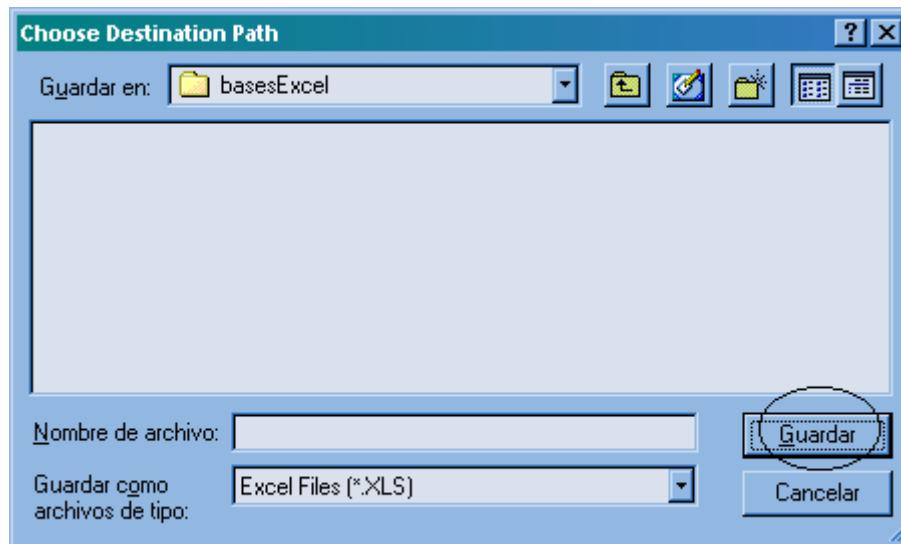 Choose Destination Path
Guardar en: basesExcel
Nombre de archivo:
Guardar
Guardar como
archivos de tipo:
Excel Files (*.XLS)
Cancelar